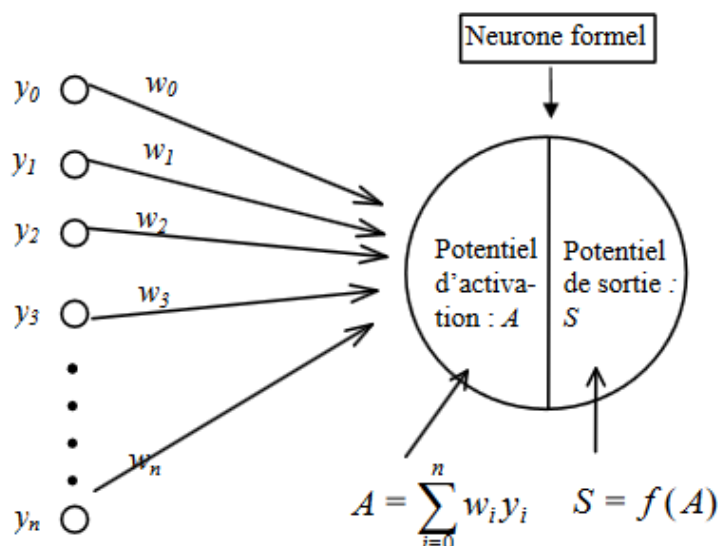 Neurone formel
y₀ w₀
y₁ w₁
y₂ w₂
y₃ w₃
yₙ wₙ
Potentiel
d’activa-
tion : A
Potentiel
de sortie :
S
A = ∑ⁿᵢ₌₀ wᵢ yᵢ
S = f(A)